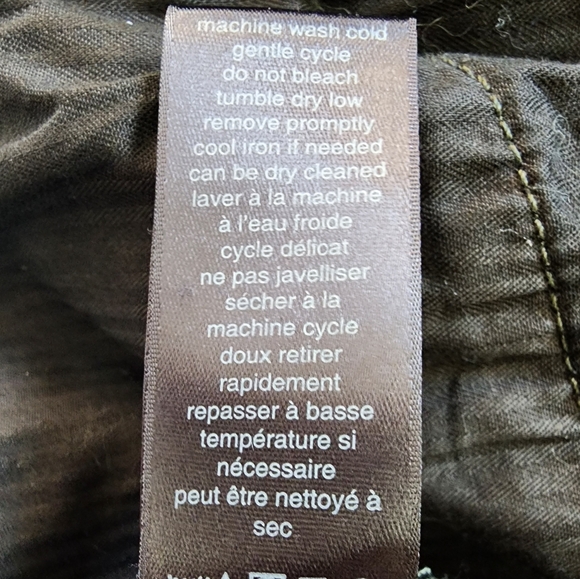 machine wash cold
gentle cycle
do not bleach
tumble dry low
remove promptly
cool iron if needed
can be dry cleaned
laver à la machine
à l'eau froide
cycle délicat
ne pas javelliser
sécher à la
machine cycle
doux retirer
rapidement
repasser à basse
température si
nécessaire
peut être nettoyé à
sec